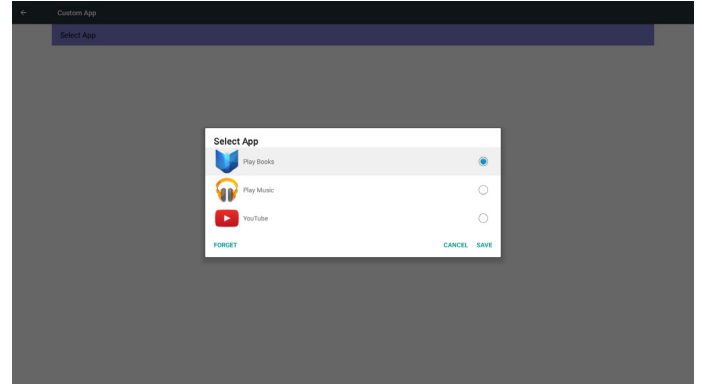 Custom App
Select App
Select App
Play Books
Play Music
YouTube
FORGET CANCEL SAVE